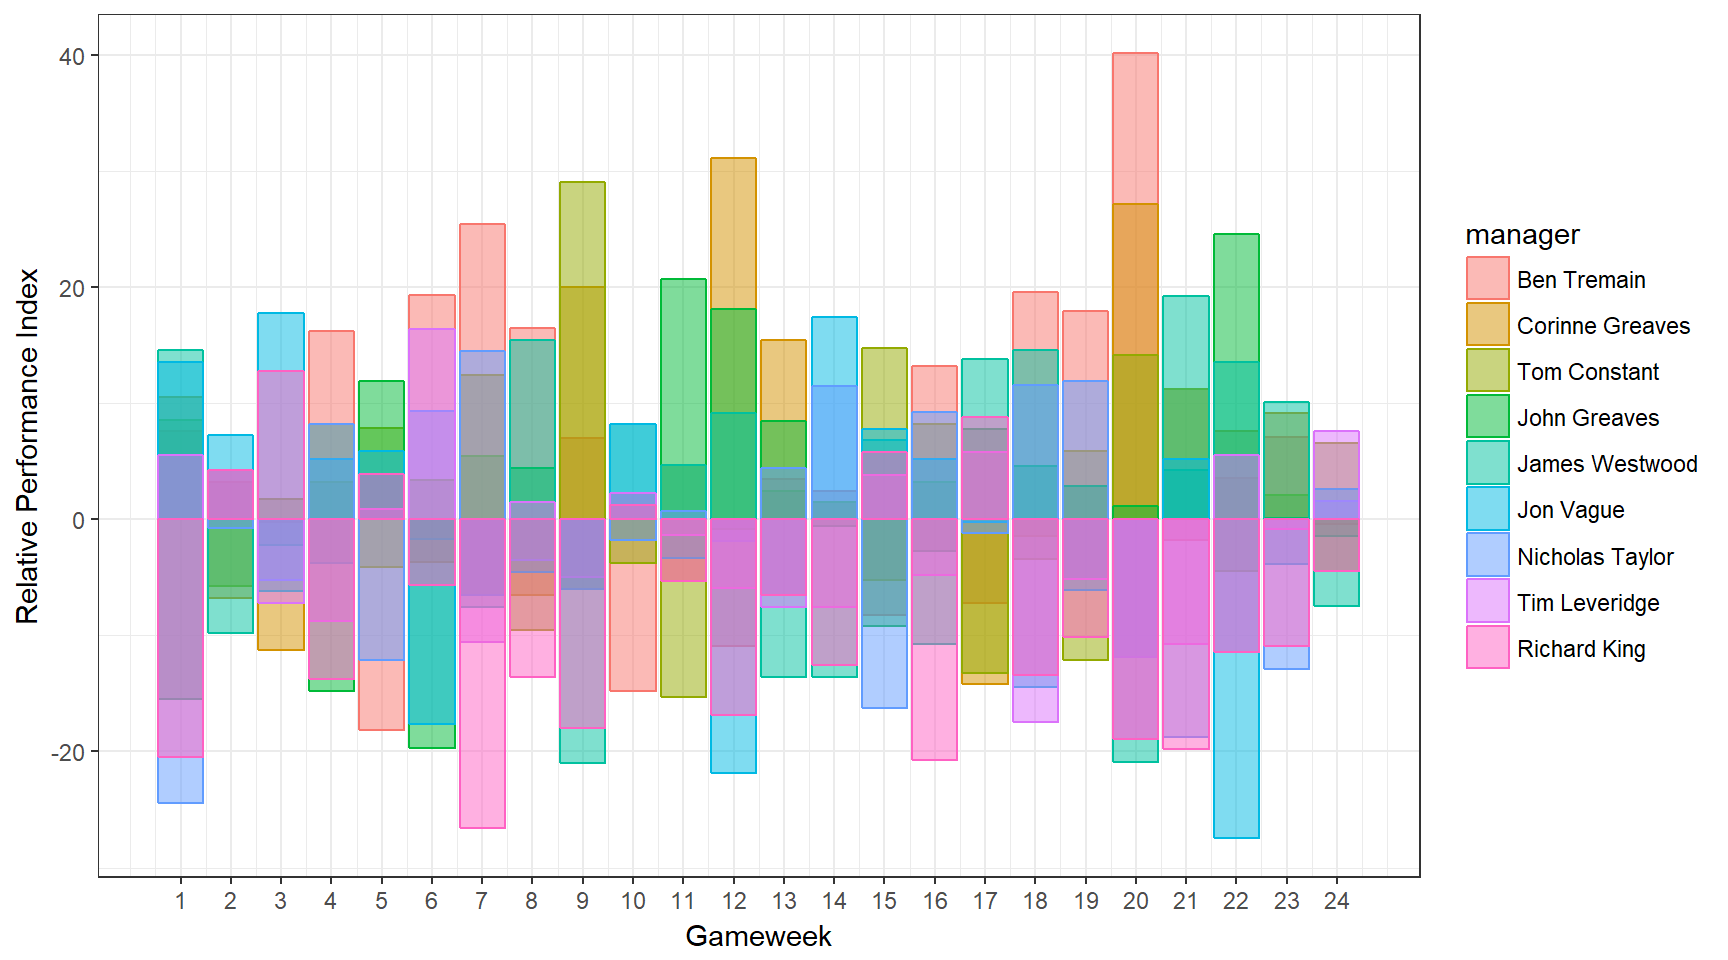 40
20
0
-20
Relative Performance Index
1 2 3 4 5 6 7 8 9 10 11 12 13 14 15 16 17 18 19 20 21 22 23 24
Gameweek
manager
Ben Tremain
Corinne Greaves
Tom Constant
John Greaves
James Westwood
Jon Vague
Nicholas Taylor
Tim Leveridge
Richard King